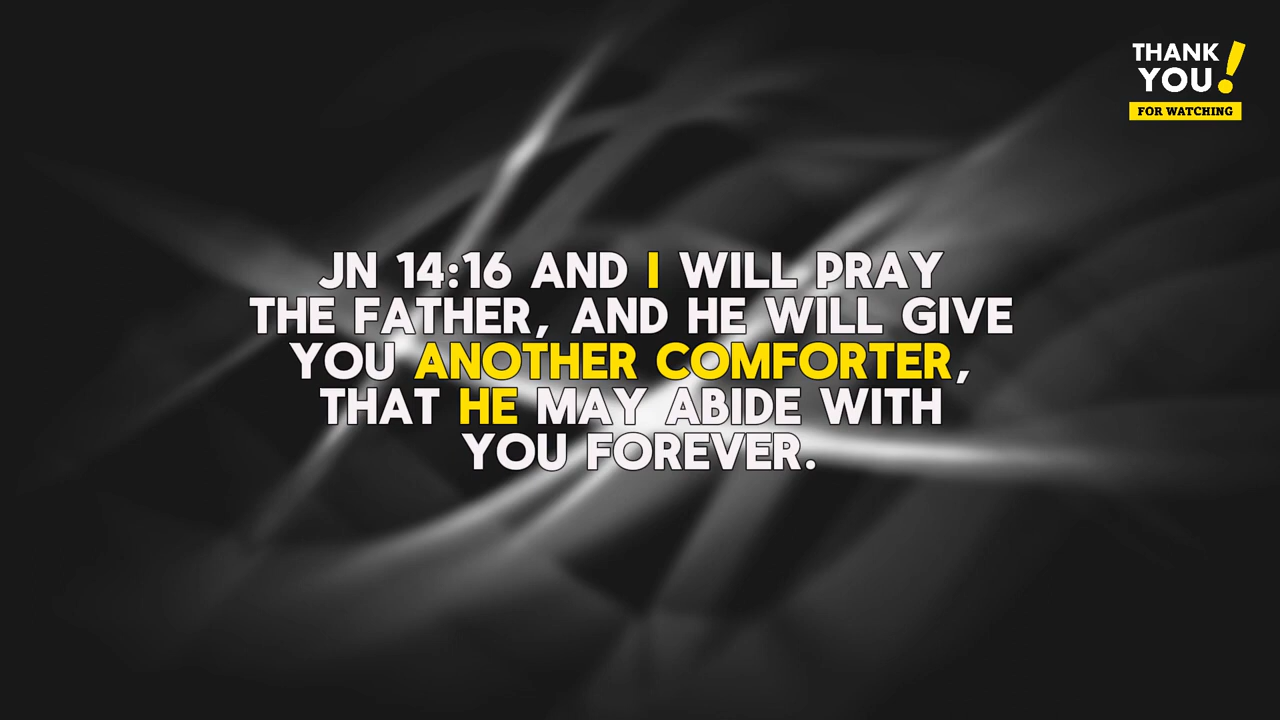 THANK
YOU!
FOR WATCHING
JN 14:16 AND I WILL PRAY
THE FATHER, AND HE WILL GIVE
YOU ANOTHER COMFORTER,
THAT HE MAY ABIDE WITH
YOU FOREVER.